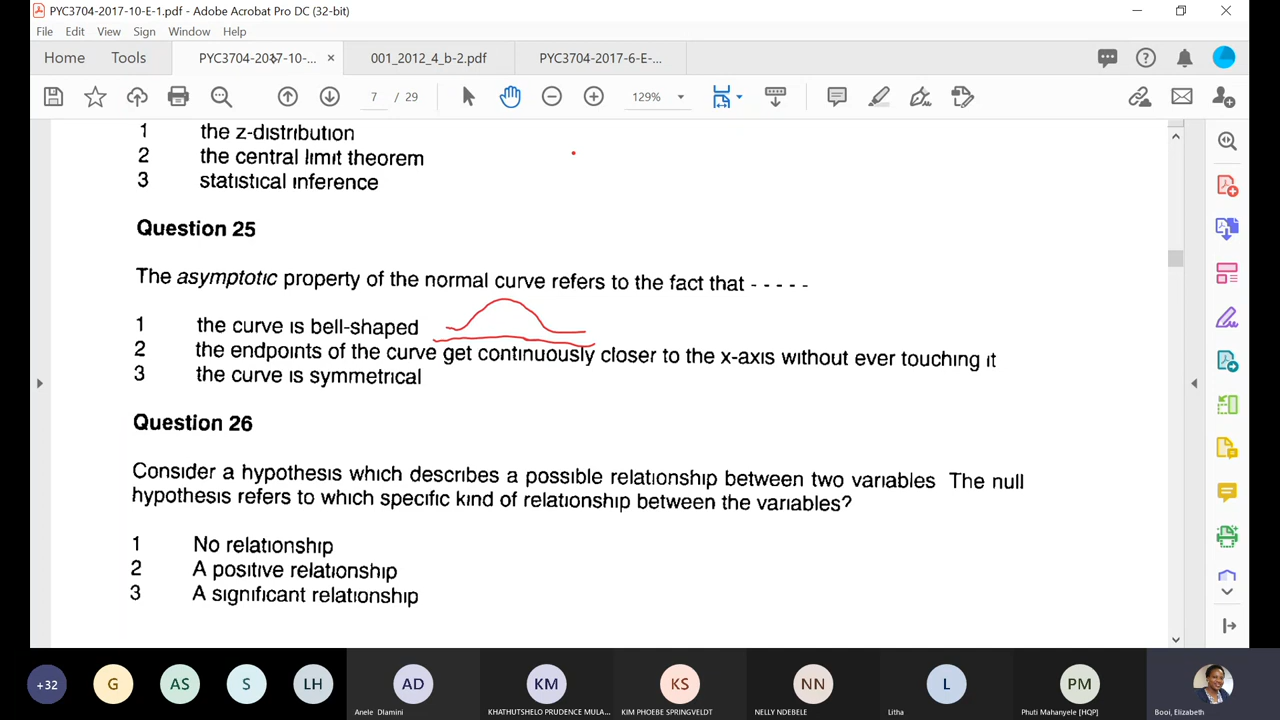 PYC3704-2017-10-E-1.pdf - Adobe Acrobat Pro DC (32-bit)
File Edit View Sign Window Help
Home Tools PYC3704-2017-10-... × 001_2012_4_b-2.pdf PYC3704-2017-6-E-...
7 / 29 129%
1 the z-distribution
2 the central limit theorem
3 statistical inference
Question 25
The asymptotic property of the normal curve refers to the fact that - - - - -
1 the curve is bell-shaped
2 the endpoints of the curve get continuously closer to the x-axis without ever touching it
3 the curve is symmetrical
Question 26
Consider a hypothesis which describes a possible relationship between two variables The null
hypothesis refers to which specific kind of relationship between the variables?
1 No relationship
2 A positive relationship
3 A significant relationship
+32 G AS S LH AD KM KS NN L PM
Anele Dlamini KHATHUTSHELO PRUDENCE MULA... KIM PHOEBE SPRINGVELDT NELLY NDEBELE Litha Phuti Mahanyele [HQP] Booi, Elizabeth